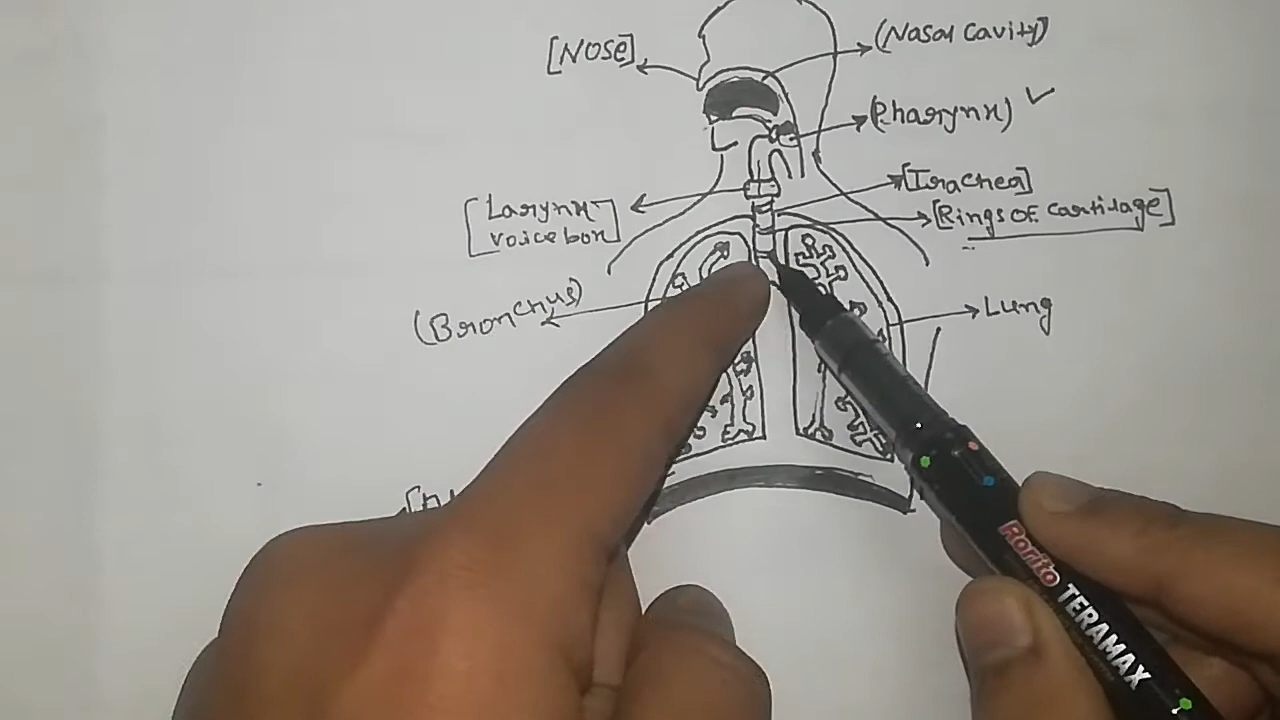 [Nose]
(Nasal Cavity)
(Pharynx) ✓
[Trachea]
[Larynx
voice box]
[Rings of Cartilage]
(Bronchus)
Lung
Rorito TERAMAX